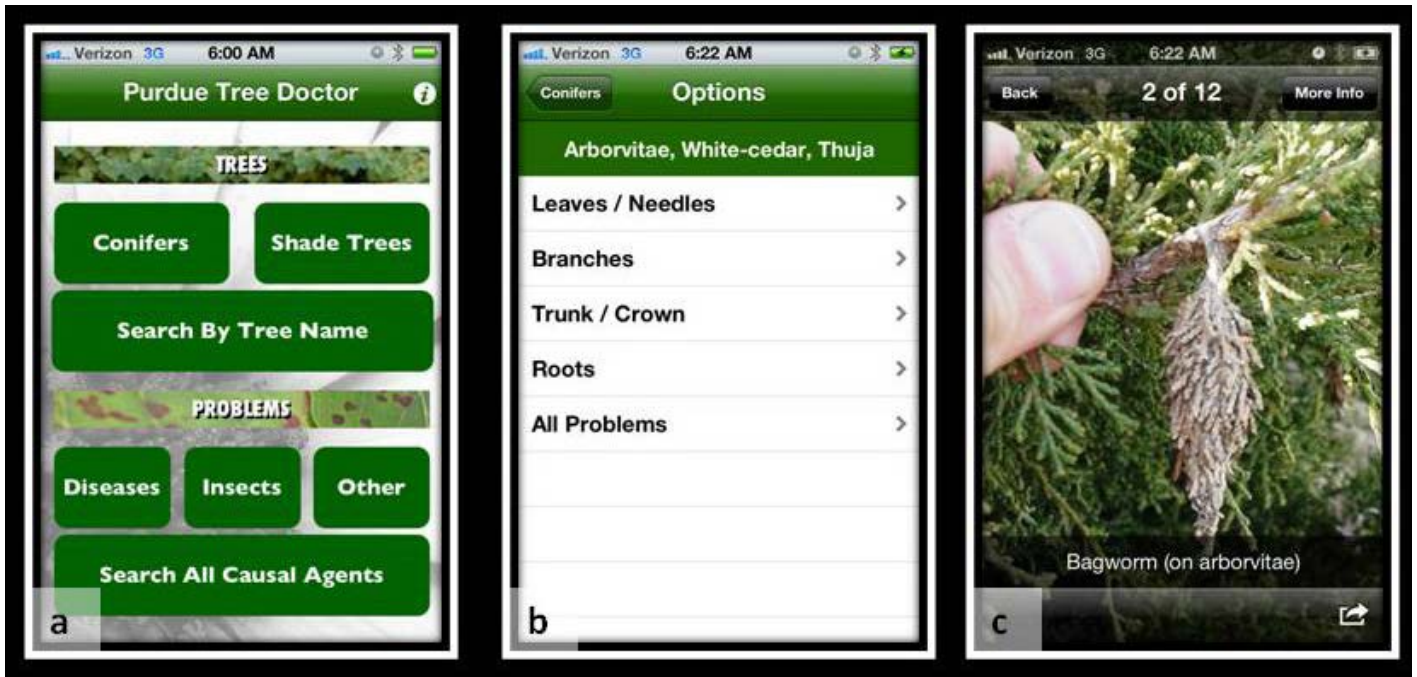 Verizon 3G 6:00 AM
Purdue Tree Doctor i
TREES
Conifers Shade Trees
Search By Tree Name
PROBLEMS
Diseases Insects Other
Search All Causal Agents
a
Verizon 3G 6:22 AM
Conifers Options
Arborvitae, White-cedar, Thuja
Leaves / Needles
Branches
Trunk / Crown
Roots
All Problems
b
Verizon 3G 6:22 AM
Back 2 of 12 More Info
Bagworm (on arborvitae)
c